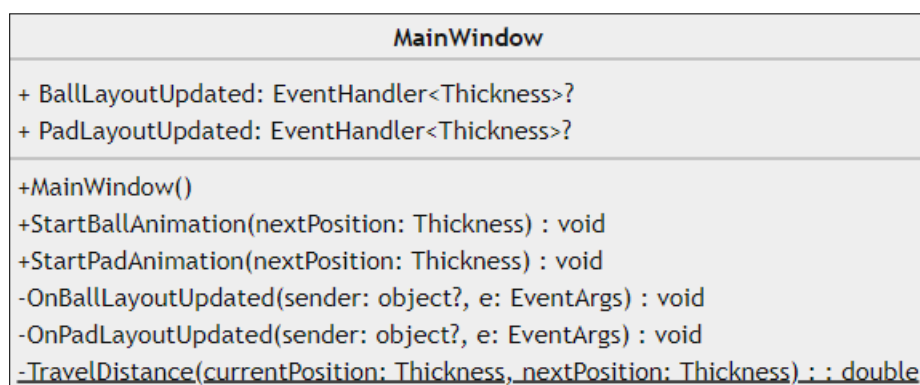 MainWindow
+ BallLayoutUpdated: EventHandler<Thickness>?
+ PadLayoutUpdated: EventHandler<Thickness>?
+MainWindow()
+StartBallAnimation(nextPosition: Thickness) : void
+StartPadAnimation(nextPosition: Thickness) : void
-OnBallLayoutUpdated(sender: object?, e: EventArgs) : void
-OnPadLayoutUpdated(sender: object?, e: EventArgs) : void
-TravelDistance(currentPosition: Thickness, nextPosition: Thickness) : : double